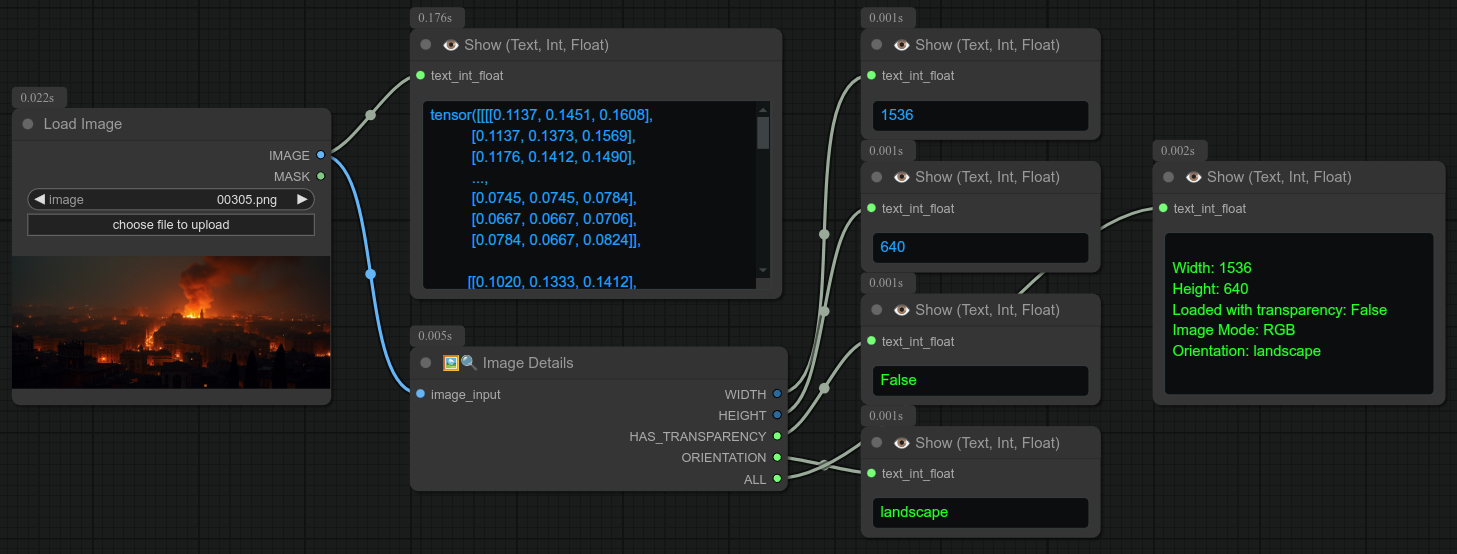 0.022s
Load Image
IMAGE
MASK
image 00305.png
choose file to upload
0.176s
Show (Text, Int, Float)
text_int_float
tensor([[[[0.1137, 0.1451, 0.1608],
[0.1137, 0.1373, 0.1569],
[0.1176, 0.1412, 0.1490],
...,
[0.0745, 0.0745, 0.0784],
[0.0667, 0.0667, 0.0706],
[0.0784, 0.0667, 0.0824]],
[[0.1020, 0.1333, 0.1412],
0.005s
Image Details
image_input
WIDTH
HEIGHT
HAS_TRANSPARENCY
ORIENTATION
ALL
0.001s
Show (Text, Int, Float)
text_int_float
1536
0.001s
Show (Text, Int, Float)
text_int_float
640
0.001s
Show (Text, Int, Float)
text_int_float
False
0.001s
Show (Text, Int, Float)
text_int_float
landscape
0.002s
Show (Text, Int, Float)
text_int_float
Width: 1536
Height: 640
Loaded with transparency: False
Image Mode: RGB
Orientation: landscape